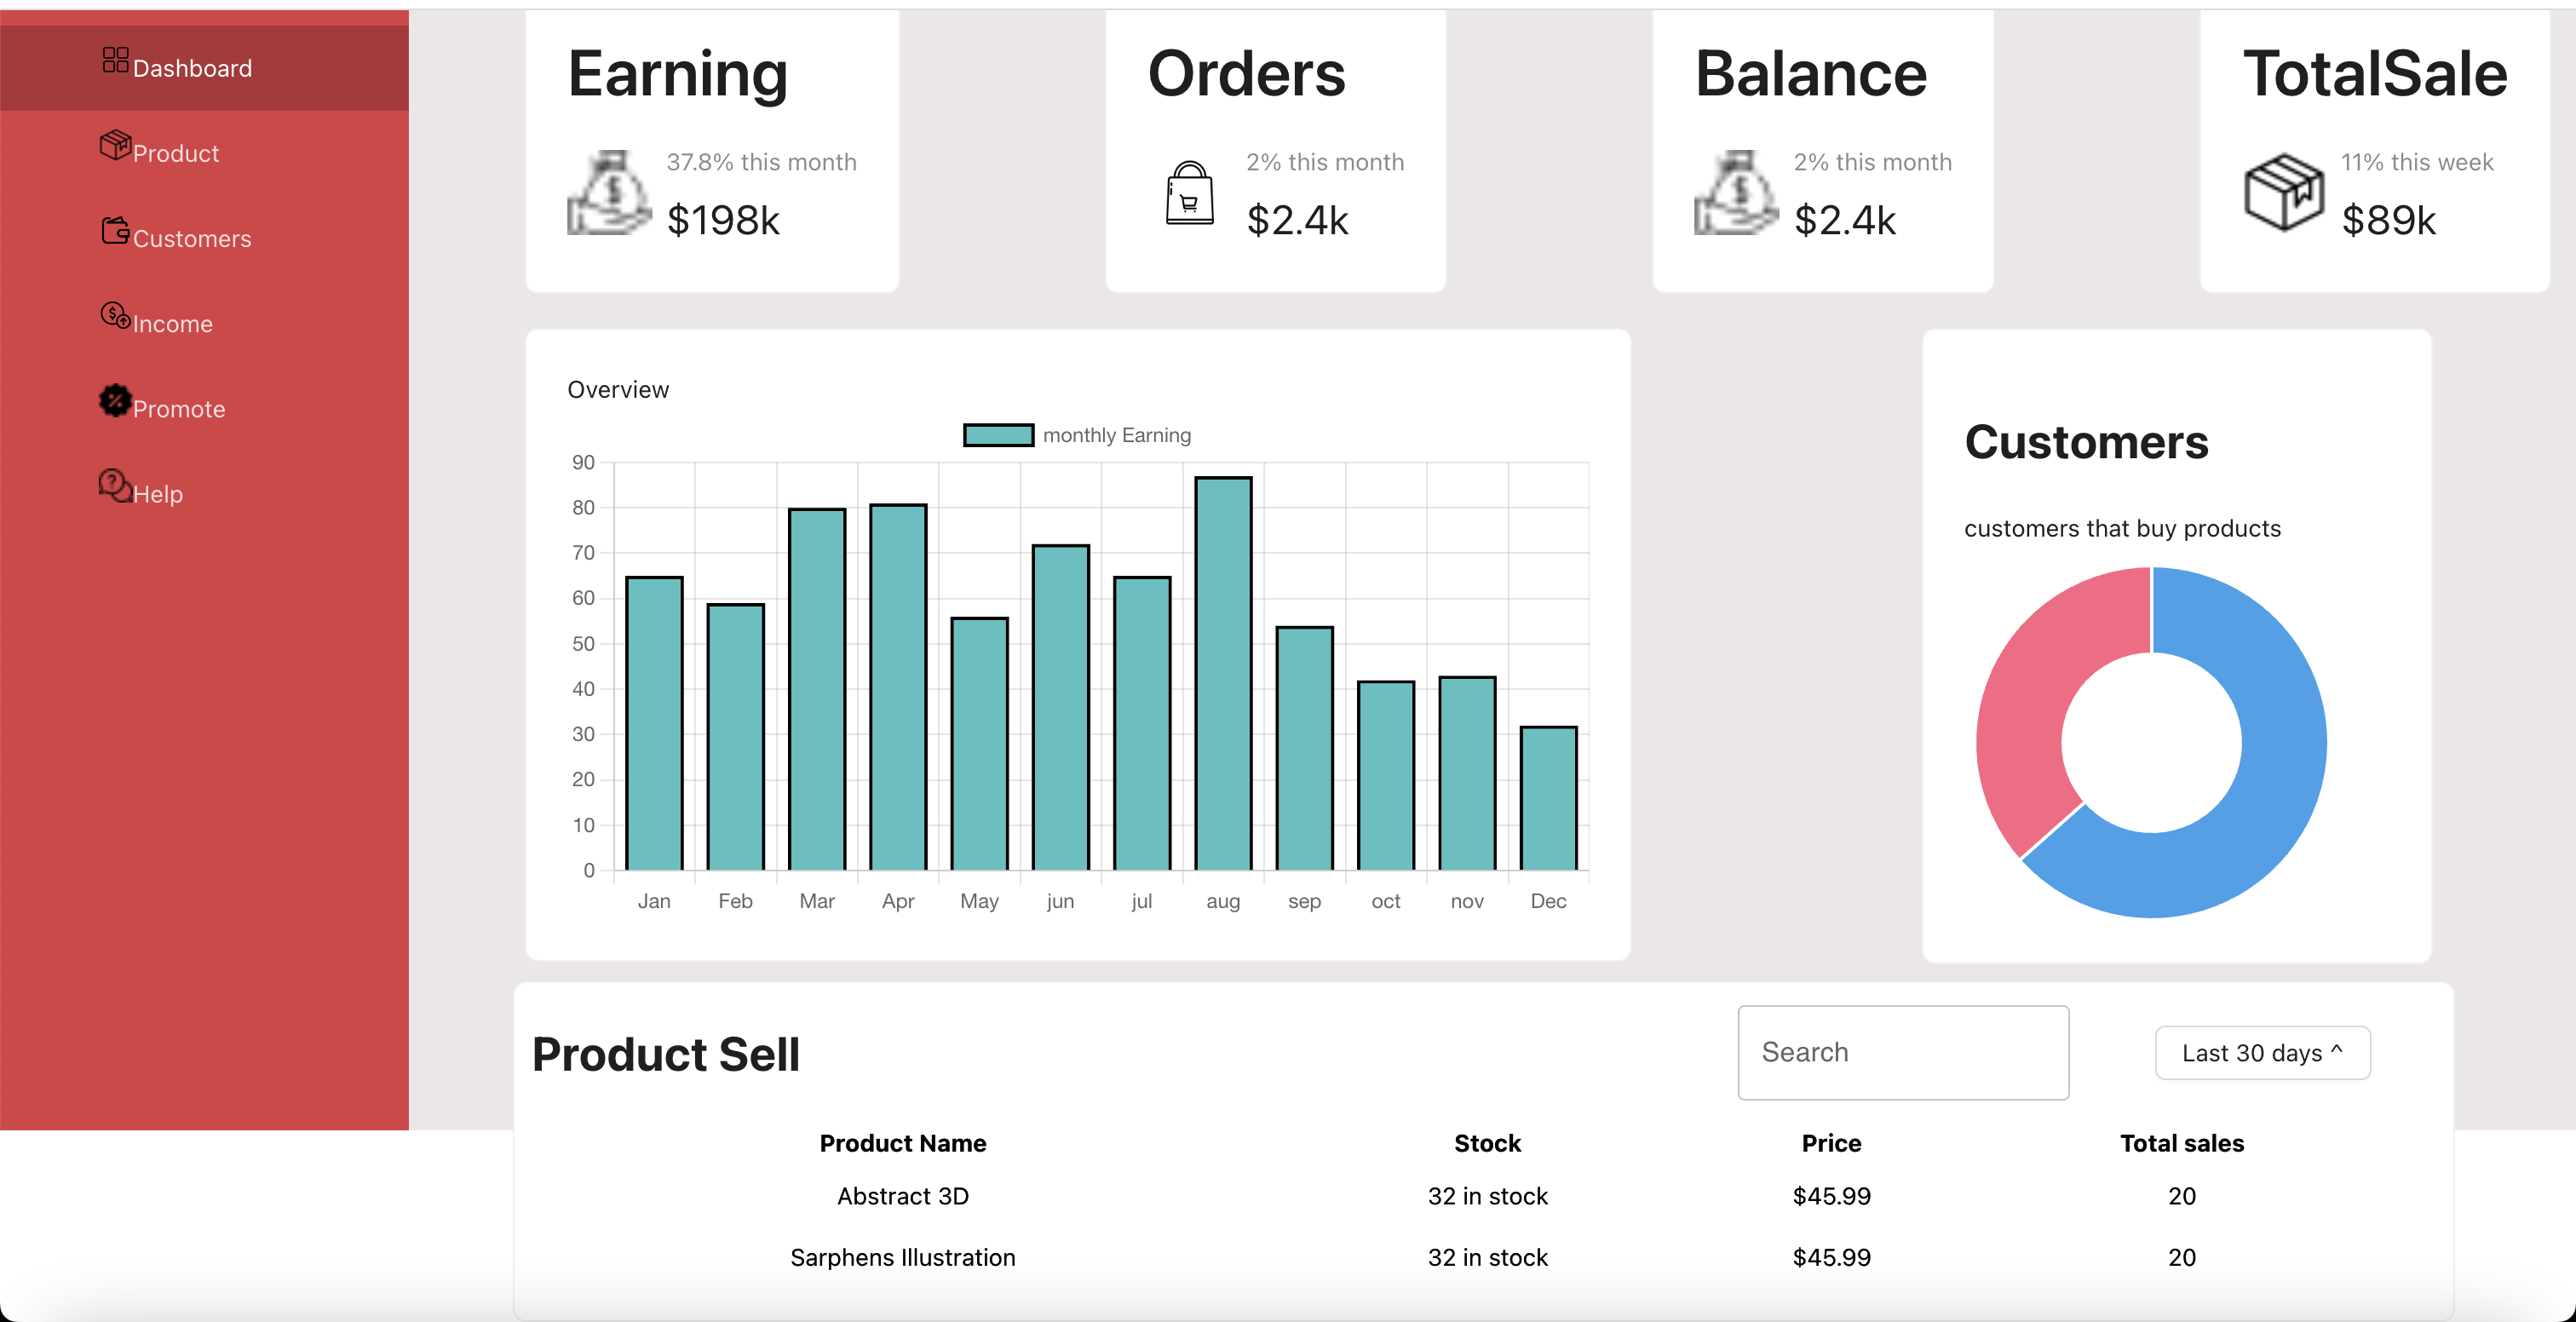 Dashboard
Product
Customers
Income
Promote
Help
Earning
37.8% this month
$198k
Orders
2% this month
$2.4k
Balance
2% this month
$2.4k
TotalSale
11% this week
$89k
Overview
monthly Earning
90
80
70
60
50
40
30
20
10
0
Jan Feb Mar Apr May jun jul aug sep oct nov Dec
Customers
customers that buy products
Product Sell
Search
Last 30 days ^
Product Name Stock Price Total sales
Abstract 3D 32 in stock $45.99 20
Sarphens Illustration 32 in stock $45.99 20